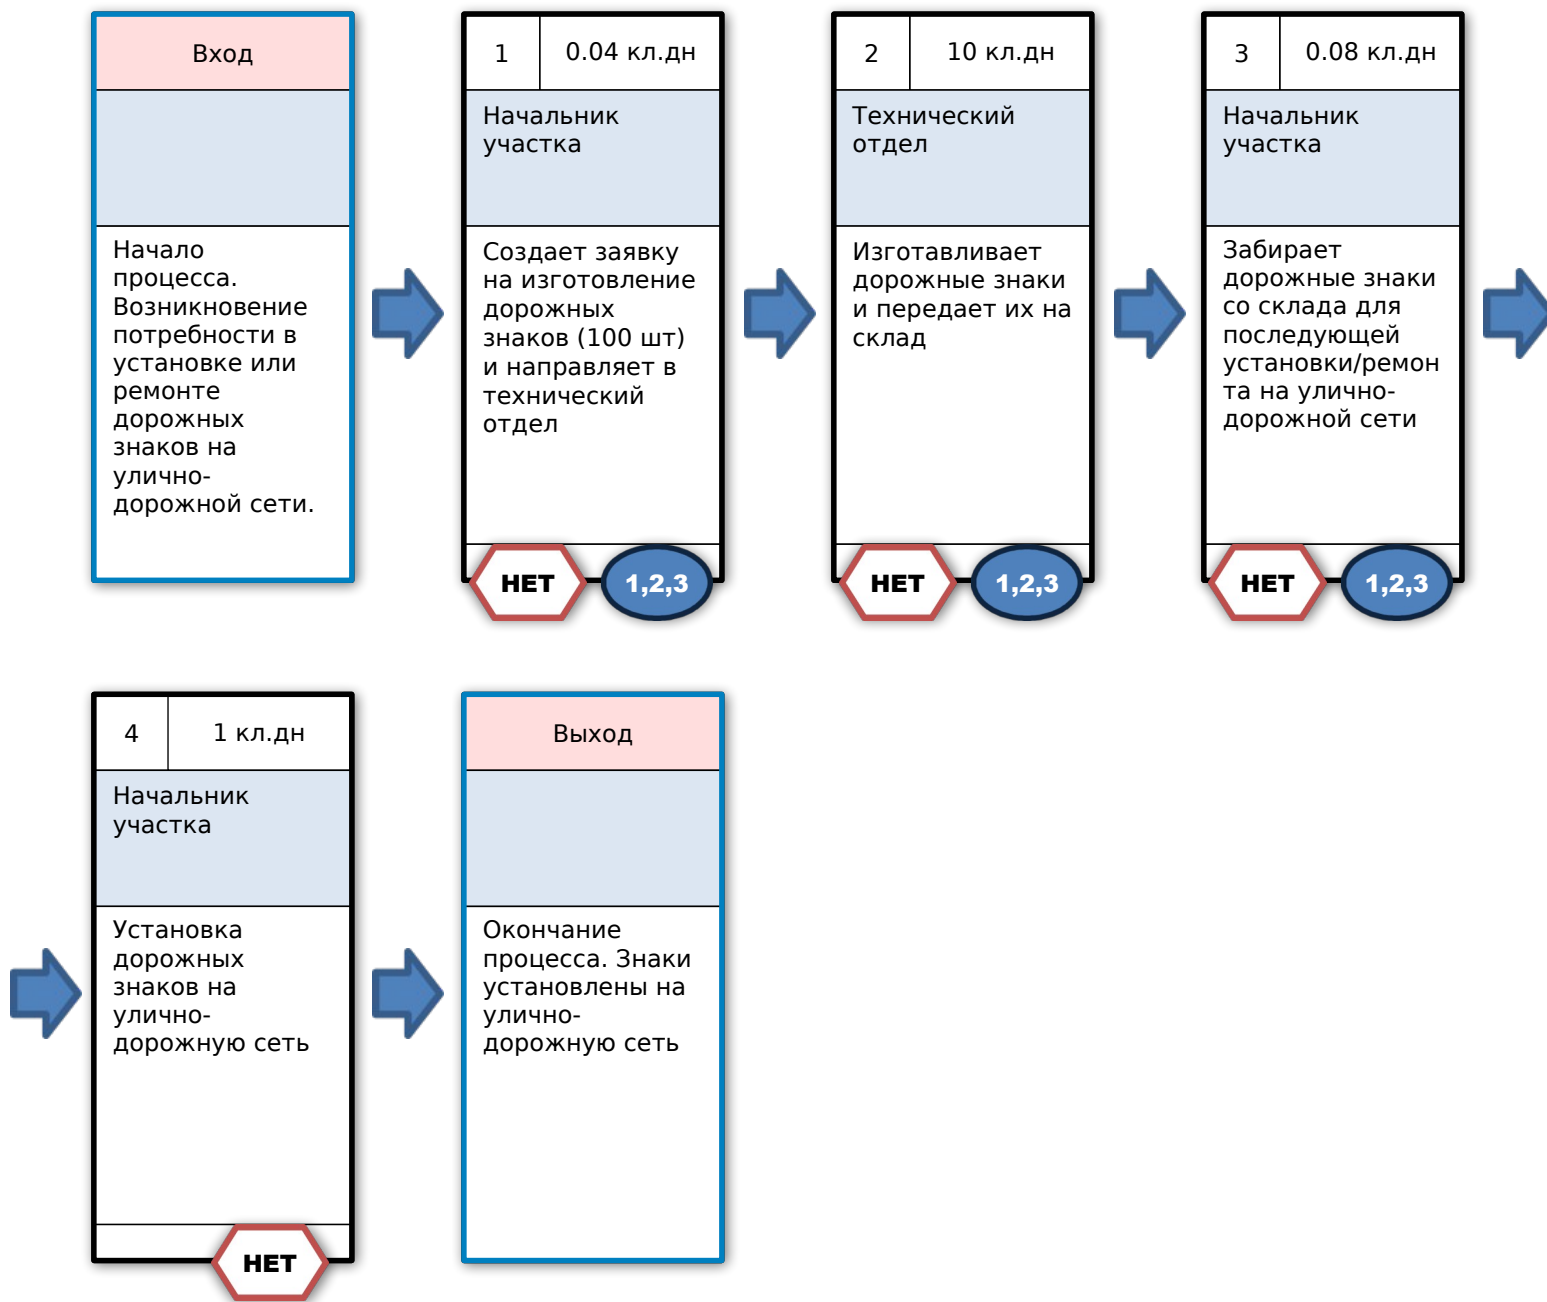 Вход
Начало
процесса.
Возникновение
потребности в
установке или
ремонте
дорожных
знаков на
улично-
дорожной сети.
1
0.04 кл.дн
Начальник
участка
Создает заявку
на изготовление
дорожных
знаков (100 шт)
и направляет в
технический
отдел
НЕТ
1,2,3
2
10 кл.дн
Технический
отдел
Изготавливает
дорожные знаки
и передает их на
склад
НЕТ
1,2,3
3
0.08 кл.дн
Начальник
участка
Забирает
дорожные знаки
со склада для
последующей
установки/ремон
та на улично-
дорожной сети
НЕТ
1,2,3
4
1 кл.дн
Начальник
участка
Установка
дорожных
знаков на
улично-
дорожную сеть
НЕТ
Выход
Окончание
процесса. Знаки
установлены на
улично-
дорожную сеть